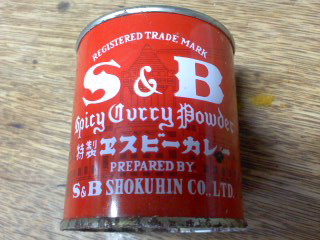 REGISTERED TRADE MARK
S & B
Spicy Curry Powder
特製 ヱスビーカレー
PREPARED BY
S&B SHOKUHIN CO., LTD.